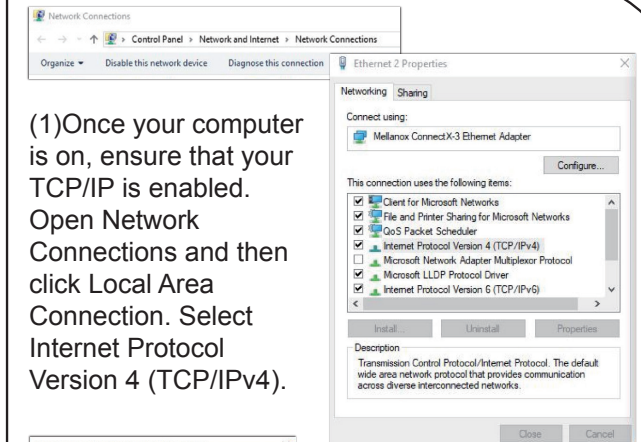 Network Connections
Control Panel > Network and Internet > Network Connections
Organize Disable this network device Diagnose this connection
(1)Once your computer
is on, ensure that your
TCP/IP is enabled.
Open Network
Connections and then
click Local Area
Connection. Select
Internet Protocol
Version 4 (TCP/IPv4).
Ethernet 2 Properties
Networking Sharing
Connect using:
Mellanox ConnectX-3 Ethernet Adapter
Configure...
This connection uses the following items:
Client for Microsoft Networks
File and Printer Sharing for Microsoft Networks
QoS Packet Scheduler
Internet Protocol Version 4 (TCP/IPv4)
Microsoft Network Adapter Multiplexor Protocol
Microsoft LLDP Protocol Driver
Internet Protocol Version 6 (TCP/IPv6)
Install... Uninstall Properties
Description
Transmission Control Protocol/Internet Protocol. The default
wide area network protocol that provides communication
across diverse interconnected networks.
Close Cancel